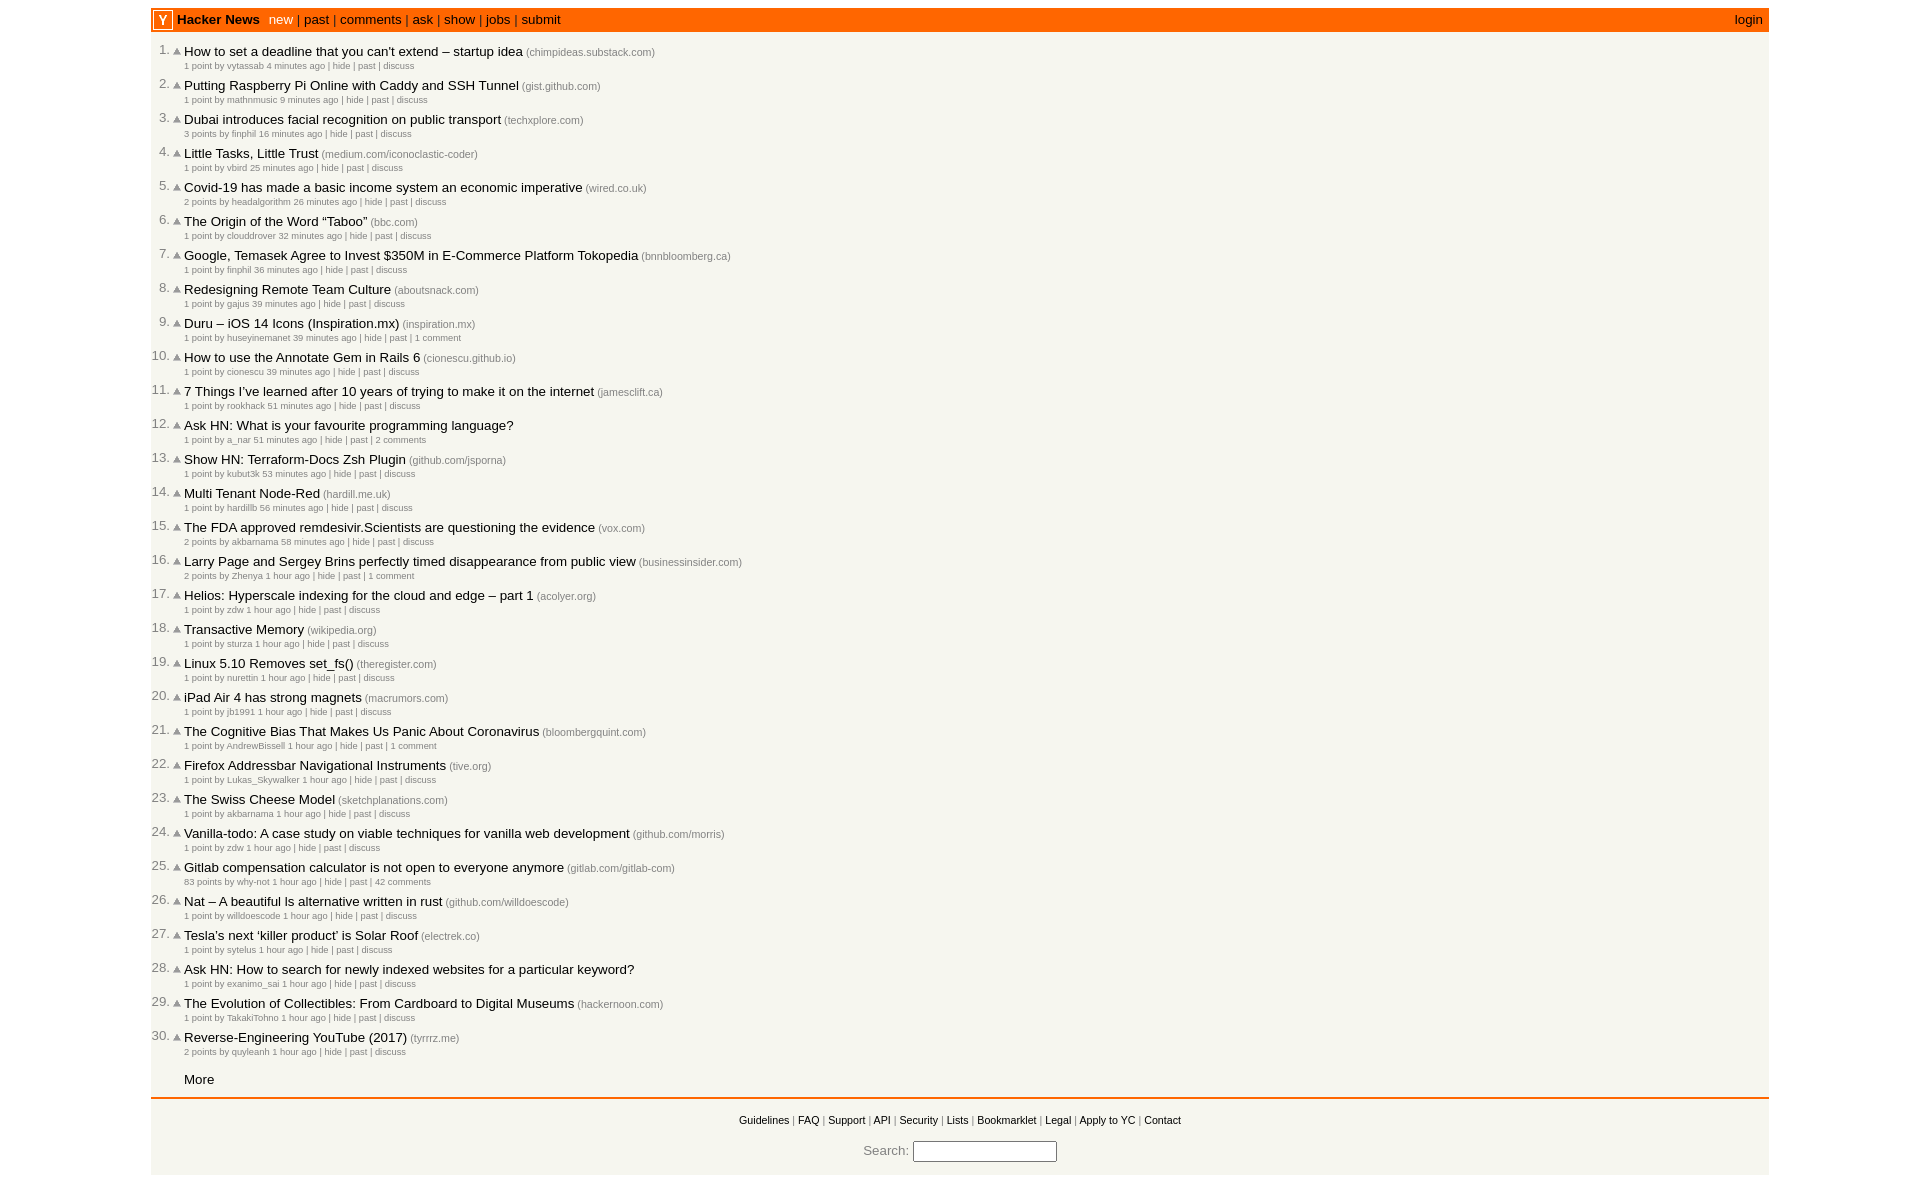 Y Hacker News new | past | comments | ask | show | jobs | submit login
1. How to set a deadline that you can't extend – startup idea (chimpideas.substack.com)
1 point by vytassab 4 minutes ago | hide | past | discuss
2. Putting Raspberry Pi Online with Caddy and SSH Tunnel (gist.github.com)
1 point by mathnmusic 9 minutes ago | hide | past | discuss
3. Dubai introduces facial recognition on public transport (techxplore.com)
3 points by finphil 16 minutes ago | hide | past | discuss
4. Little Tasks, Little Trust (medium.com/iconoclastic-coder)
1 point by vbird 25 minutes ago | hide | past | discuss
5. Covid-19 has made a basic income system an economic imperative (wired.co.uk)
2 points by headalgorithm 26 minutes ago | hide | past | discuss
6. The Origin of the Word “Taboo” (bbc.com)
1 point by clouddrover 32 minutes ago | hide | past | discuss
7. Google, Temasek Agree to Invest $350M in E-Commerce Platform Tokopedia (bnnbloomberg.ca)
1 point by finphil 36 minutes ago | hide | past | discuss
8. Redesigning Remote Team Culture (aboutsnack.com)
1 point by gajus 39 minutes ago | hide | past | discuss
9. Duru – iOS 14 Icons (Inspiration.mx) (inspiration.mx)
1 point by huseyinemanet 39 minutes ago | hide | past | 1 comment
10. How to use the Annotate Gem in Rails 6 (cionescu.github.io)
1 point by cionescu 39 minutes ago | hide | past | discuss
11. 7 Things I’ve learned after 10 years of trying to make it on the internet (jamesclift.ca)
1 point by rookhack 51 minutes ago | hide | past | discuss
12. Ask HN: What is your favourite programming language?
1 point by a_nar 51 minutes ago | hide | past | 2 comments
13. Show HN: Terraform-Docs Zsh Plugin (github.com/jsporna)
1 point by kubut3k 53 minutes ago | hide | past | discuss
14. Multi Tenant Node-Red (hardill.me.uk)
1 point by hardillb 56 minutes ago | hide | past | discuss
15. The FDA approved remdesivir.Scientists are questioning the evidence (vox.com)
2 points by akbarnama 58 minutes ago | hide | past | discuss
16. Larry Page and Sergey Brins perfectly timed disappearance from public view (businessinsider.com)
2 points by Zhenya 1 hour ago | hide | past | 1 comment
17. Helios: Hyperscale indexing for the cloud and edge – part 1 (acolyer.org)
1 point by zdw 1 hour ago | hide | past | discuss
18. Transactive Memory (wikipedia.org)
1 point by sturza 1 hour ago | hide | past | discuss
19. Linux 5.10 Removes set_fs() (theregister.com)
1 point by nurettin 1 hour ago | hide | past | discuss
20. iPad Air 4 has strong magnets (macrumors.com)
1 point by jb1991 1 hour ago | hide | past | discuss
21. The Cognitive Bias That Makes Us Panic About Coronavirus (bloombergquint.com)
1 point by AndrewBissell 1 hour ago | hide | past | 1 comment
22. Firefox Addressbar Navigational Instruments (tive.org)
1 point by Lukas_Skywalker 1 hour ago | hide | past | discuss
23. The Swiss Cheese Model (sketchplanations.com)
1 point by akbarnama 1 hour ago | hide | past | discuss
24. Vanilla-todo: A case study on viable techniques for vanilla web development (github.com/morris)
1 point by zdw 1 hour ago | hide | past | discuss
25. Gitlab compensation calculator is not open to everyone anymore (gitlab.com/gitlab-com)
83 points by why-not 1 hour ago | hide | past | 42 comments
26. Nat – A beautiful ls alternative written in rust (github.com/willdoescode)
1 point by willdoescode 1 hour ago | hide | past | discuss
27. Tesla’s next ‘killer product’ is Solar Roof (electrek.co)
1 point by sytelus 1 hour ago | hide | past | discuss
28. Ask HN: How to search for newly indexed websites for a particular keyword?
1 point by exanimo_sai 1 hour ago | hide | past | discuss
29. The Evolution of Collectibles: From Cardboard to Digital Museums (hackernoon.com)
1 point by TakakiTohno 1 hour ago | hide | past | discuss
30. Reverse-Engineering YouTube (2017) (tyrrrz.me)
2 points by quyleanh 1 hour ago | hide | past | discuss
More
Guidelines | FAQ | Support | API | Security | Lists | Bookmarklet | Legal | Apply to YC | Contact
Search: